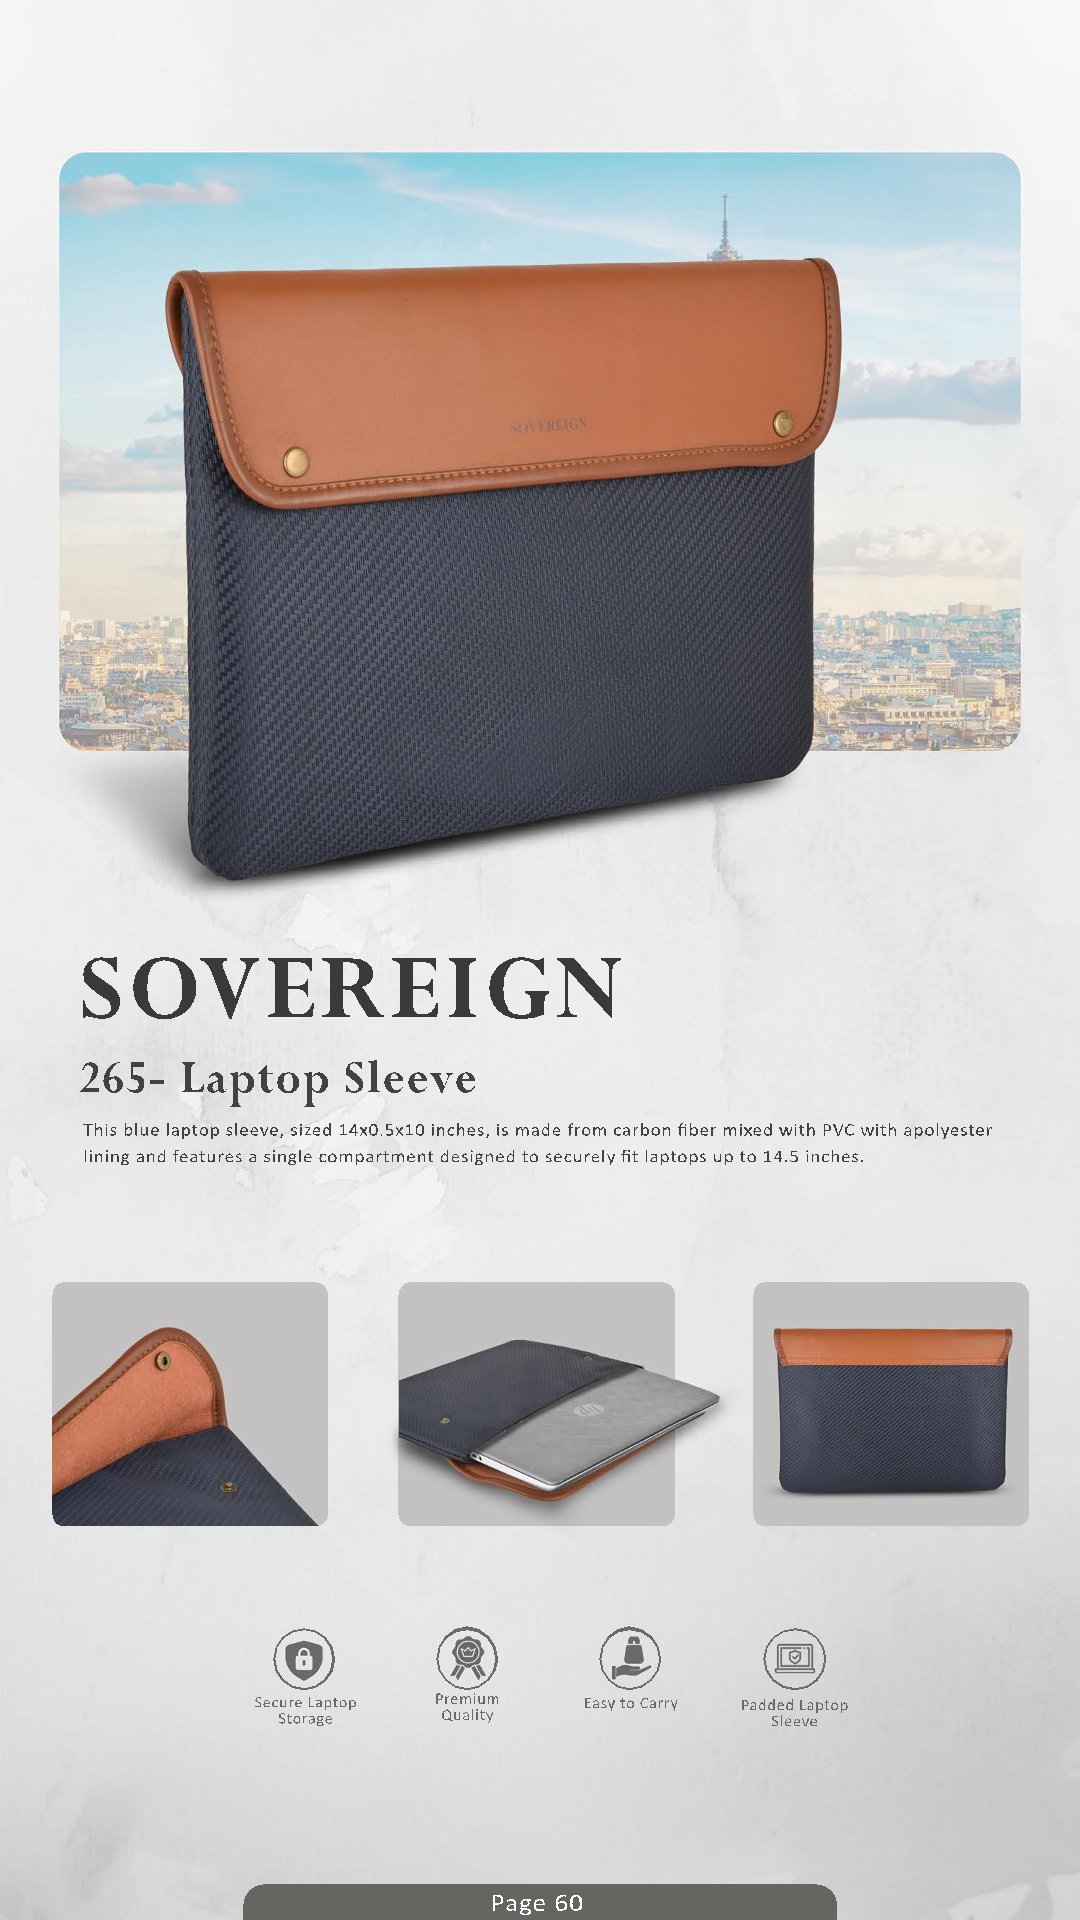 SOVEREIGN
SOVEREIGN
265- Laptop Sleeve
This blue laptop sleeve, sized 14x0.5x10 inches, is made from carbon fiber mixed with PVC with apolyester
lining and features a single compartment designed to securely fit laptops up to 14.5 inches.
hp
Secure Laptop
Storage
Premium
Quality
Easy to Carry
Padded Laptop
Sleeve
Page 60